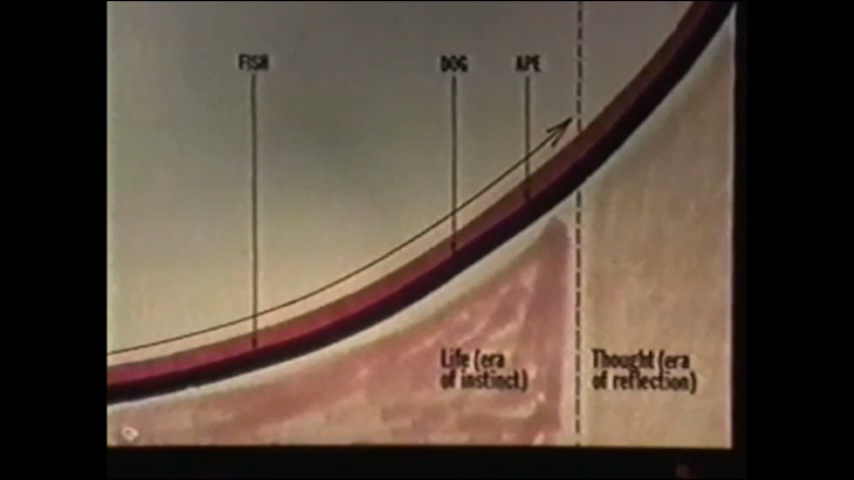 FISH DOG APE
Life (era
of instinct)
Thought (era
of reflection)